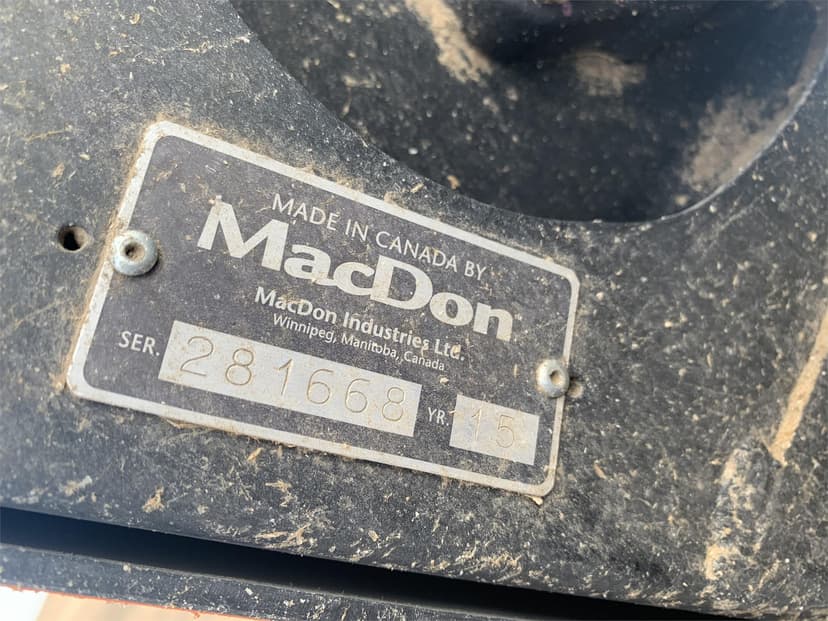 MADE IN CANADA BY
MacDon
MacDon Industries Ltd.
Winnipeg, Manitoba, Canada
SER. 281668 YR. 15